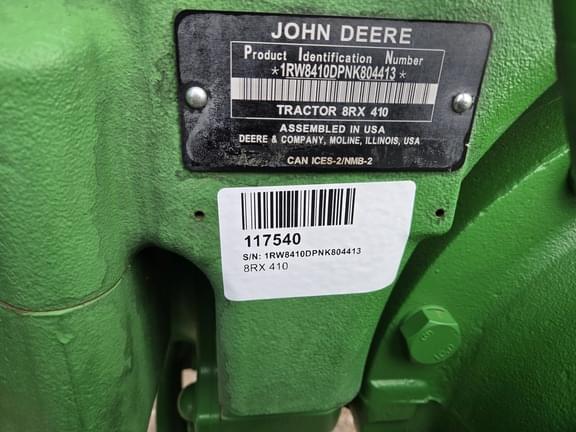 JOHN DEERE
Product Identification Number
*1RW8410DPNK804413*
TRACTOR 8RX 410
ASSEMBLED IN USA
DEERE & COMPANY, MOLINE, ILLINOIS, USA
CAN ICES-2/NMB-2
117540
S/N: 1RW8410DPNK804413
8RX 410